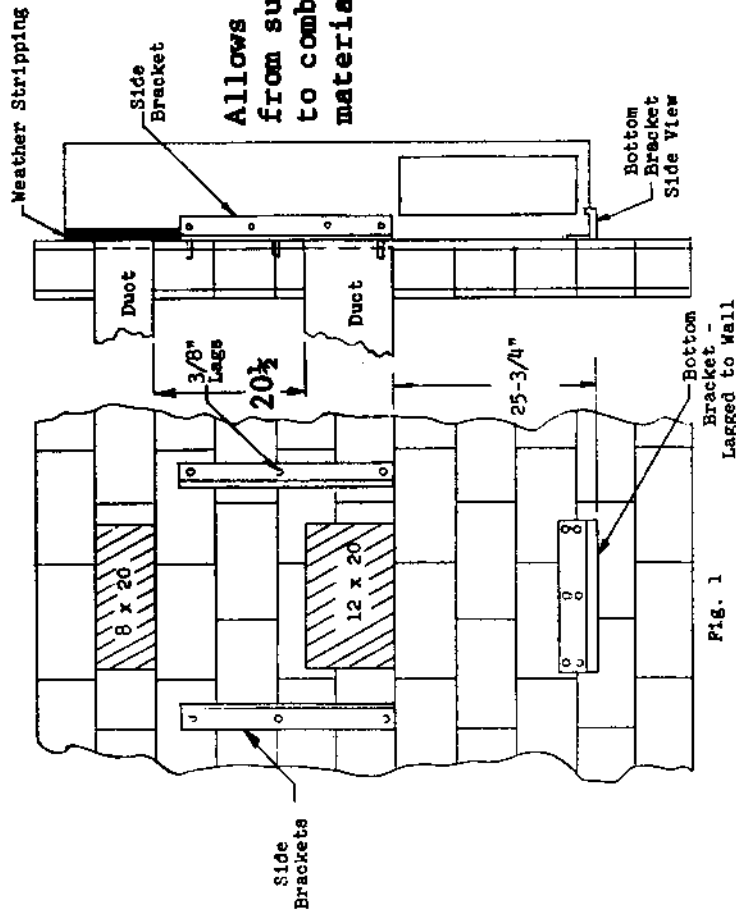 Weather Stripping
Side
Bracket
Allows
from su
to comb
materia
Duct
Duct
3/8"
Lags
20½
25-3/4"
8 x 20
12 x 20
Side
Brackets
Bottom
Bracket
Side View
Bottom
Bracket -
Lagged to Wall
Fig. 1